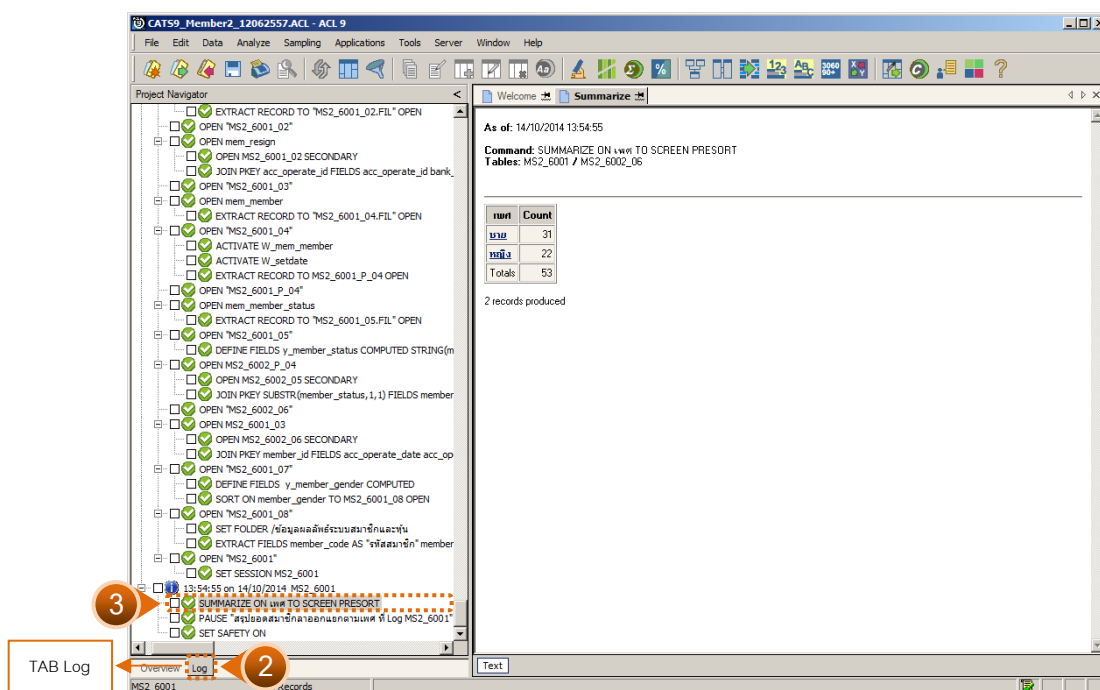 CATS9_Member2_12062557.ACL - ACL 9
File Edit Data Analyze Sampling Applications Tools Server Window Help
Project Navigator <
EXTRACT RECORD TO "MS2_6001_02.FIL" OPEN
OPEN "MS2_6001_02"
OPEN mem_resign
OPEN MS2_6001_02 SECONDARY
JOIN PKEY acc_operate_id FIELDS acc_operate_id bank_
OPEN "MS2_6001_03"
OPEN mem_member
EXTRACT RECORD TO "MS2_6001_04.FIL" OPEN
OPEN "MS2_6001_04"
ACTIVATE W_mem_member
ACTIVATE W_setdate
EXTRACT RECORD TO MS2_6001_P_04 OPEN
OPEN "MS2_6001_P_04"
OPEN mem_member_status
EXTRACT RECORD TO "MS2_6001_05.FIL" OPEN
OPEN "MS2_6001_05"
DEFINE FIELDS y_member_status COMPUTED STRING(m
OPEN MS2_6002_P_04
OPEN MS2_6002_05 SECONDARY
JOIN PKEY SUBSTR(member_status,1,1) FIELDS member
OPEN "MS2_6002_06"
OPEN MS2_6001_03
OPEN MS2_6002_06 SECONDARY
JOIN PKEY member_id FIELDS acc_operate_date acc_op
OPEN "MS2_6001_07"
DEFINE FIELDS y_member_gender COMPUTED
SORT ON member_gender TO MS2_6001_08 OPEN
OPEN "MS2_6001_08"
SET FOLDER /ข้อมูลผลลัพธ์ระบบสมาชิกและหุ้น
EXTRACT FIELDS member_code AS "รหัสสมาชิก" member
OPEN "MS2_6001"
SET SESSION MS2_6001
13:54:55 on 14/10/2014 MS2_6001
SUMMARIZE ON เพศ TO SCREEN PRESORT
PAUSE "สรุปยอดสมาชิกลาออกแยกตามเพศ ที่ Log MS2_6001"
SET SAFETY ON
Overview Log
MS2_6001 Records
3
2
TAB Log
Welcome Summarize
As of: 14/10/2014 13:54:55
Command: SUMMARIZE ON เพศ TO SCREEN PRESORT
Tables: MS2_6001 / MS2_6002_06
เพศ Count
ชาย 31
หญิง 22
Totals 53
2 records produced
Text